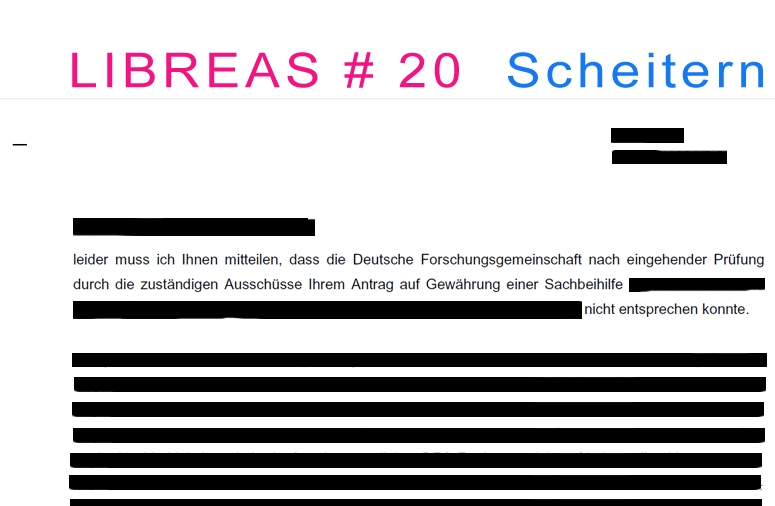 LIBREAS # 20 Scheitern
leider muss ich Ihnen mitteilen, dass die Deutsche Forschungsgemeinschaft nach eingehender Prüfung
durch die zuständigen Ausschüsse Ihrem Antrag auf Gewährung einer Sachbeihilfe
nicht entsprechen konnte.